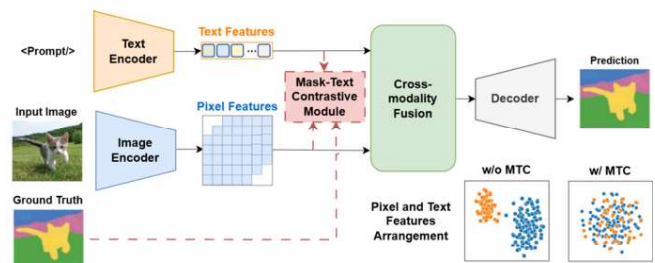 <Prompt/>
Text
Encoder
Text Features
...
Mask-Text
Contrastive
Module
Cross-
modality
Fusion
Decoder
Prediction
Input Image
Image
Encoder
Pixel Features
Ground Truth
Pixel and Text
Features
Arrangement
w/o MTC
w/ MTC